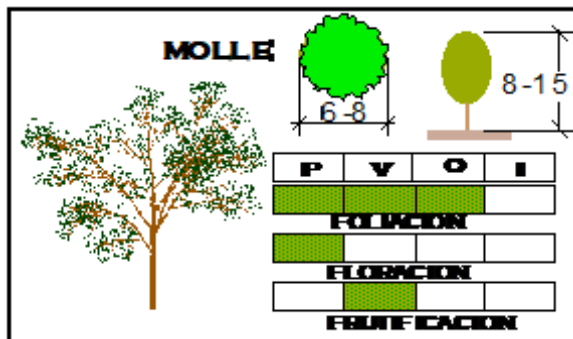 MOLLE
6-8
8-15
P V O I
FOLIACION
FLORACION
FRUTIFICACION